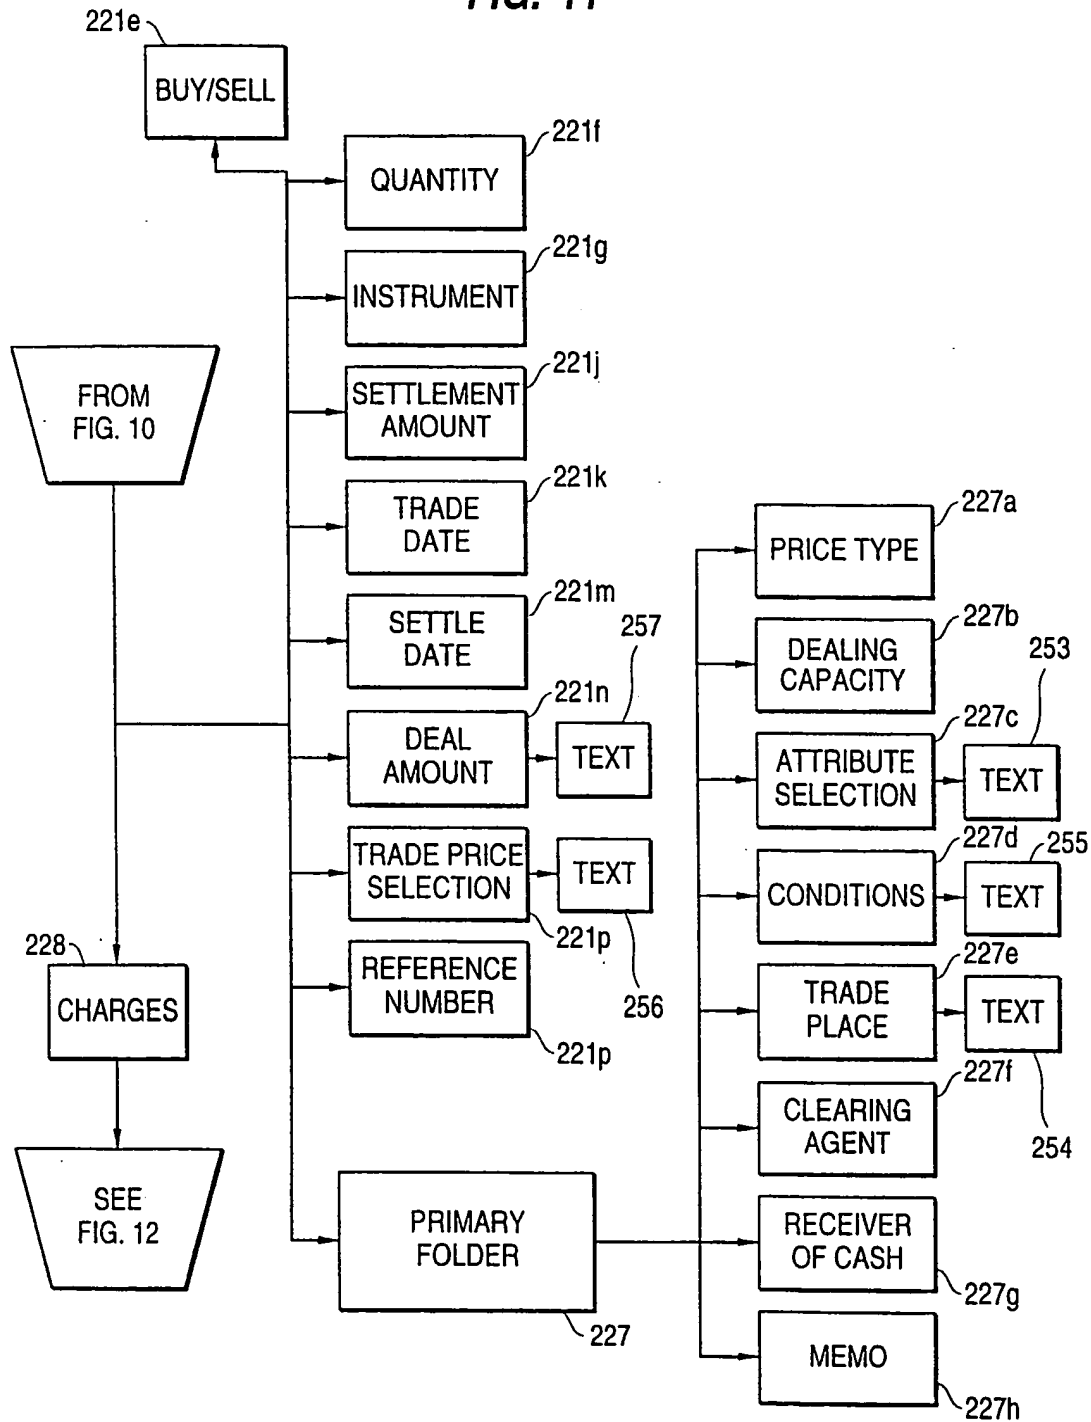 FIG. 11
221e
BUY/SELL
221f
QUANTITY
221g
INSTRUMENT
FROM
FIG. 10
221j
SETTLEMENT
AMOUNT
221k
TRADE
DATE
221m
SETTLE
DATE
257
221n
DEAL
AMOUNT
TEXT
TRADE PRICE
SELECTION
TEXT
221p
256
REFERENCE
NUMBER
221p
228
CHARGES
SEE
FIG. 12
PRIMARY
FOLDER
227
227a
PRICE TYPE
227b
DEALING
CAPACITY
253
227c
ATTRIBUTE
SELECTION
TEXT
227d
255
CONDITIONS
TEXT
227e
TRADE
PLACE
TEXT
254
227f
CLEARING
AGENT
RECEIVER
OF CASH
227g
MEMO
227h